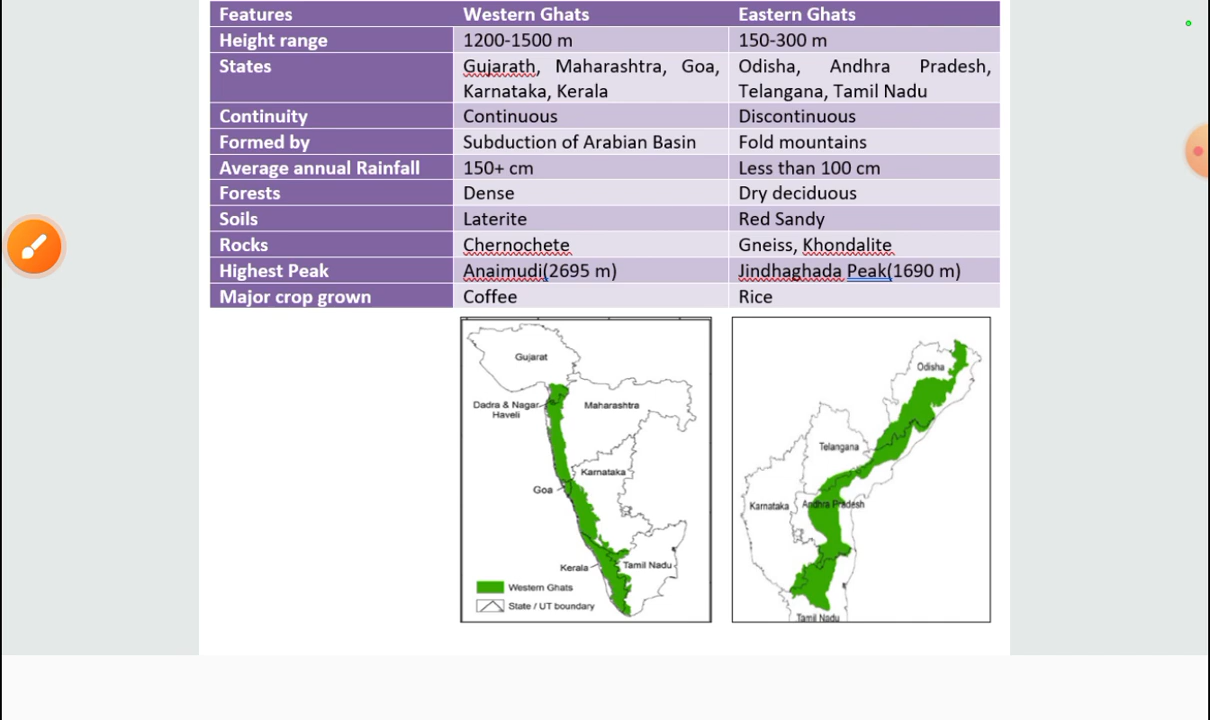 Features Western Ghats Eastern Ghats
Height range 1200-1500 m 150-300 m
States Gujarath, Maharashtra, Goa, Odisha, Andhra Pradesh,
Karnataka, Kerala Telangana, Tamil Nadu
Continuity Continuous Discontinuous
Formed by Subduction of Arabian Basin Fold mountains
Average annual Rainfall 150+ cm Less than 100 cm
Forests Dense Dry deciduous
Soils Laterite Red Sandy
Rocks Chernochete Gneiss, Khondalite
Highest Peak Anaimudi(2695 m) Jindhaghada Peak(1690 m)
Major crop grown Coffee Rice
Gujarat
Dadra & Nagar
Haveli
Maharashtra
Karnataka
Goa
Kerala
Tamil Nadu
Western Ghats
State / UT boundary
Odisha
Telangana
Karnataka
Andhra Pradesh
Tamil Nadu